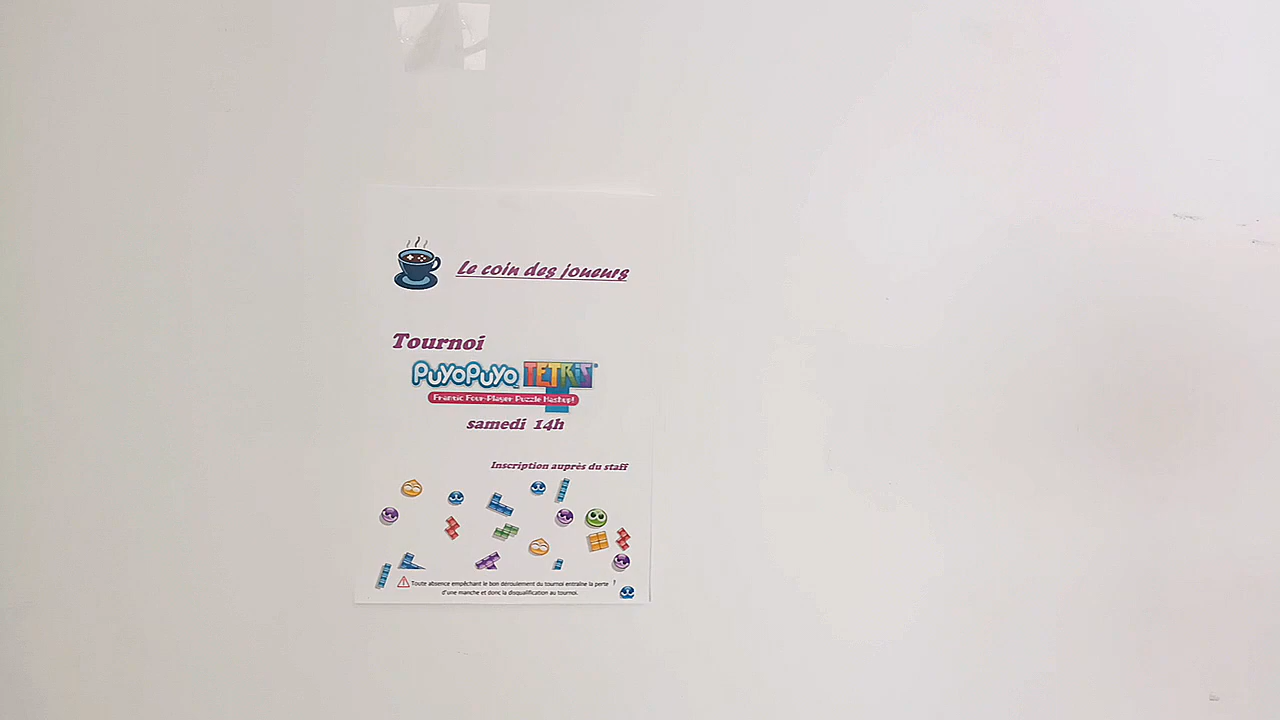 Le coin des joueurs
Tournoi
PUYOPUYO TETRIS
Frantic Four-Player Puzzle Mashup!
samedi 14h
Inscription auprès du staff
Toute absence empêchant le bon déroulement du tournoi entraîne la perte
d'une manche et donc la disqualification au tournoi.